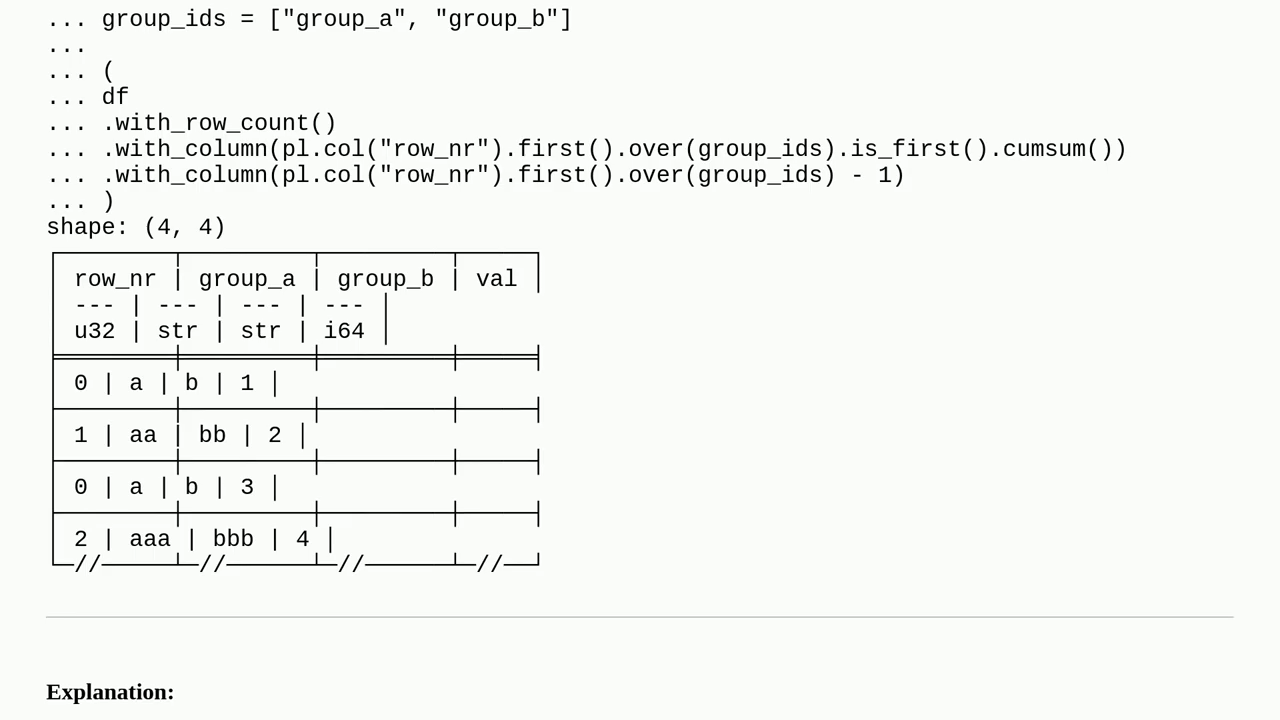 ... group_ids = ["group_a", "group_b"]
...
... (
... df
... .with_row_count()
... .with_column(pl.col("row_nr").first().over(group_ids).is_first().cumsum())
... .with_column(pl.col("row_nr").first().over(group_ids) - 1)
... )
shape: (4, 4)
┌─────────┬─────────┬─────────┬─────┐
│ row_nr | group_a | group_b | val │
│ --- | --- | --- | --- │
│ u32 | str | str | i64 │
╞═════════╪═════════╪═════════╪═════╡
│ 0 | a | b | 1 │
├─────────┼─────────┼─────────┼─────┤
│ 1 | aa | bb | 2 │
├─────────┼─────────┼─────────┼─────┤
│ 0 | a | b | 3 │
├─────────┼─────────┼─────────┼─────┤
│ 2 | aaa | bbb | 4 │
└─//──────┴─//──────┴─//──────┴─//──┘
Explanation: